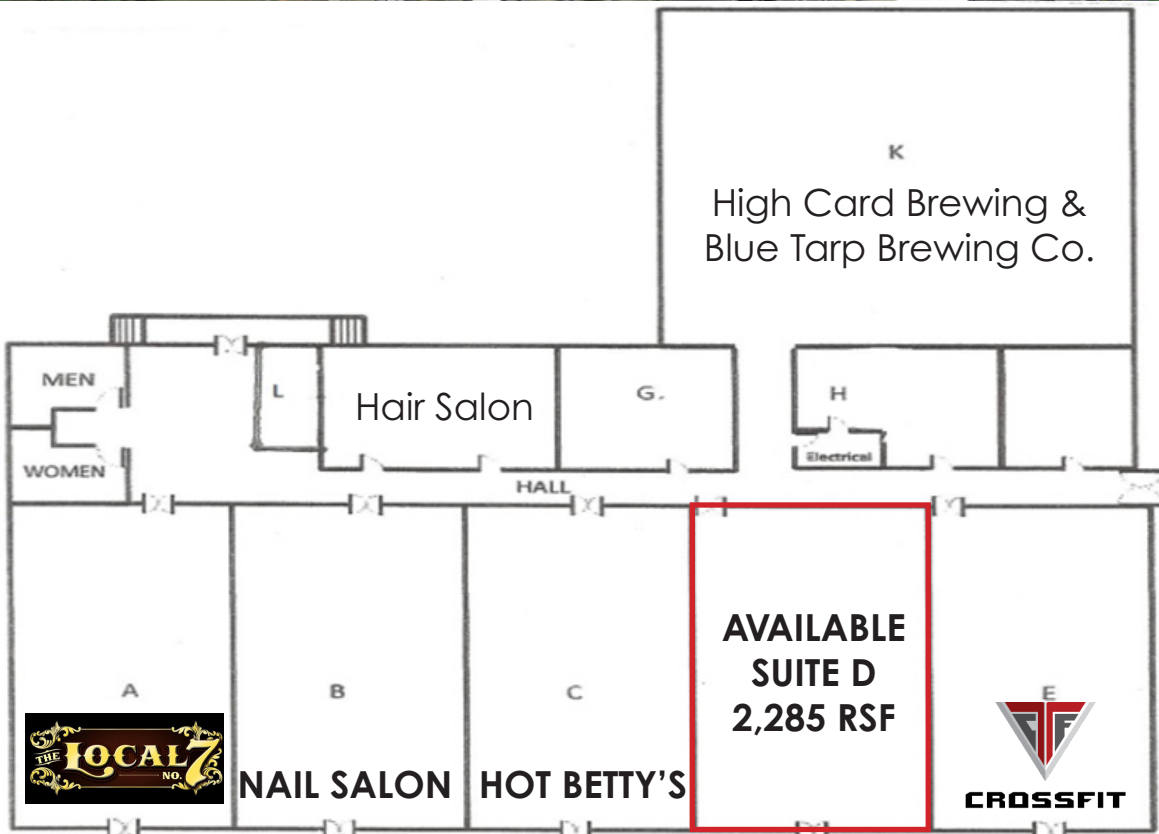 K
High Card Brewing &
Blue Tarp Brewing Co.
MEN
L
Hair Salon
G.
H
Electrical
WOMEN
HALL
A
THE LOCAL 7
NO.
B
NAIL SALON
C
HOT BETTY’S
AVAILABLE
SUITE D
2,285 RSF
E
CTF
CROSSFIT